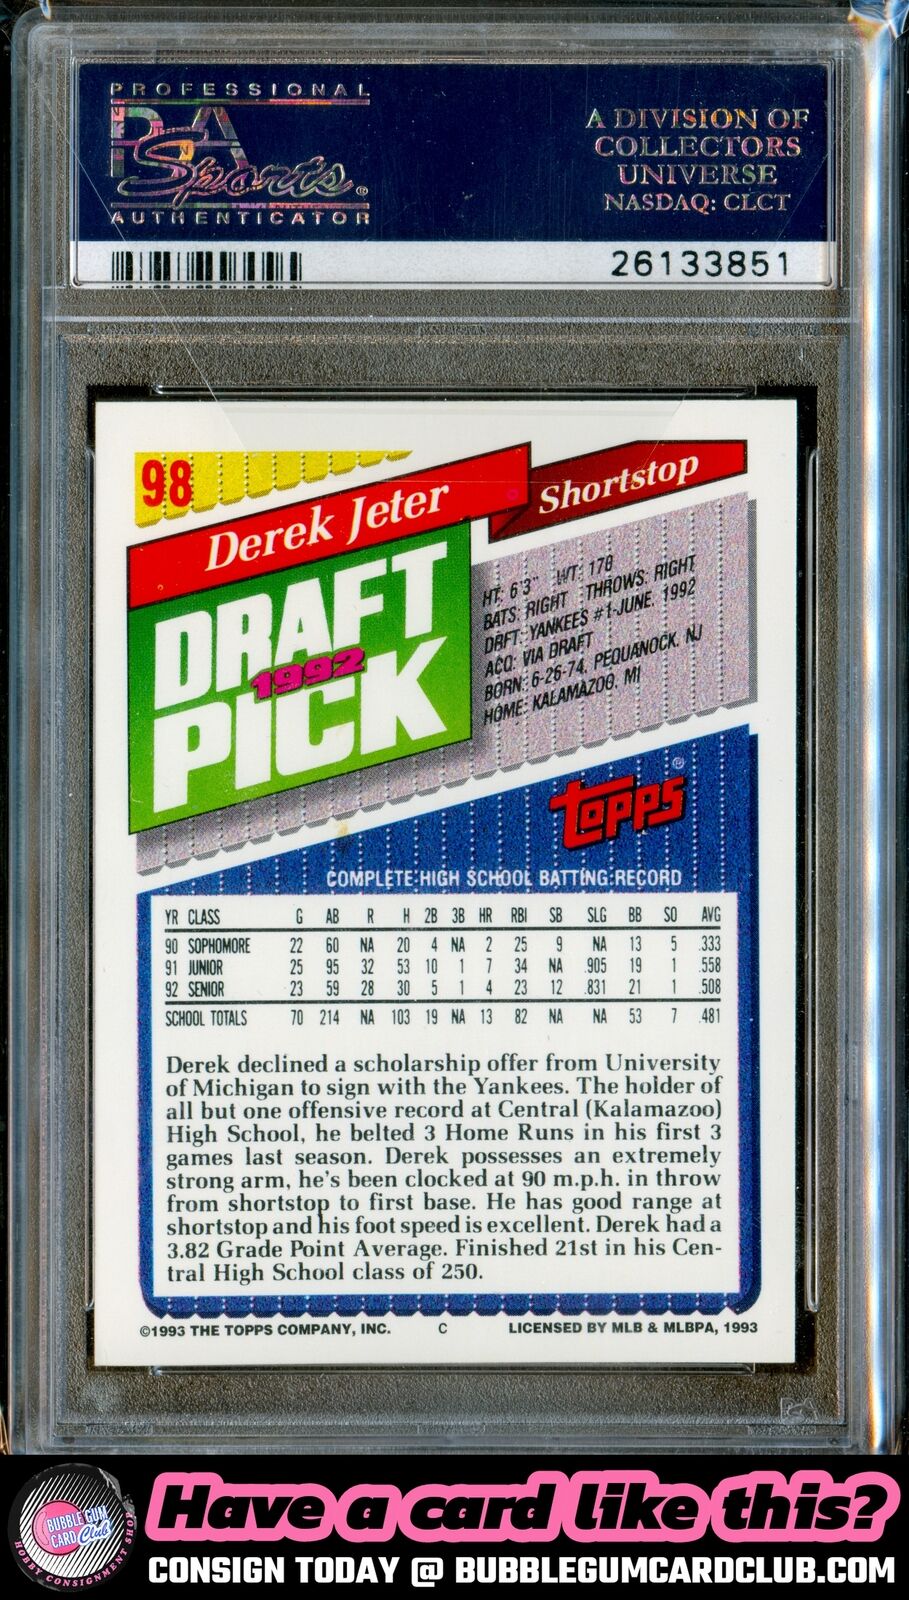 PROFESSIONAL
PSA
Sports®
AUTHENTICATOR
A DIVISION OF
COLLECTORS
UNIVERSE
NASDAQ: CLCT
26133851
98
Derek Jeter
Shortstop
DRAFT
1992
PICK
HT: 6'3" WT: 178
BATS: RIGHT THROWS: RIGHT
DRFT: YANKEES #1-JUNE, 1992
ACQ: VIA DRAFT
BORN: 6-26-74, PEQUANOCK, NJ
HOME: KALAMAZOO, MI
topps®
COMPLETE HIGH SCHOOL BATTING RECORD
YR CLASS G AB R H 2B 3B HR RBI SB SLG BB SO AVG
90 SOPHOMORE 22 60 NA 20 4 NA 2 25 9 NA 13 5 .333
91 JUNIOR 25 95 32 53 10 1 7 34 NA .905 19 1 .558
92 SENIOR 23 59 28 30 5 1 4 23 12 .831 21 1 .508
SCHOOL TOTALS 70 214 NA 103 19 NA 13 82 NA NA 53 7 .481
Derek declined a scholarship offer from University
of Michigan to sign with the Yankees. The holder of
all but one offensive record at Central (Kalamazoo)
High School, he belted 3 Home Runs in his first 3
games last season. Derek possesses an extremely
strong arm, he's been clocked at 90 m.p.h. in throw
from shortstop to first base. He has good range at
shortstop and his foot speed is excellent. Derek had a
3.82 Grade Point Average. Finished 21st in his Cen-
tral High School class of 250.
©1993 THE TOPPS COMPANY, INC. C LICENSED BY MLB & MLBPA, 1993
PSA
BUBBLE GUM
CARD Club
HOBBY CONSIGNMENT SHOP
Have a card like this?
CONSIGN TODAY @ BUBBLEGUMCARDCLUB.COM